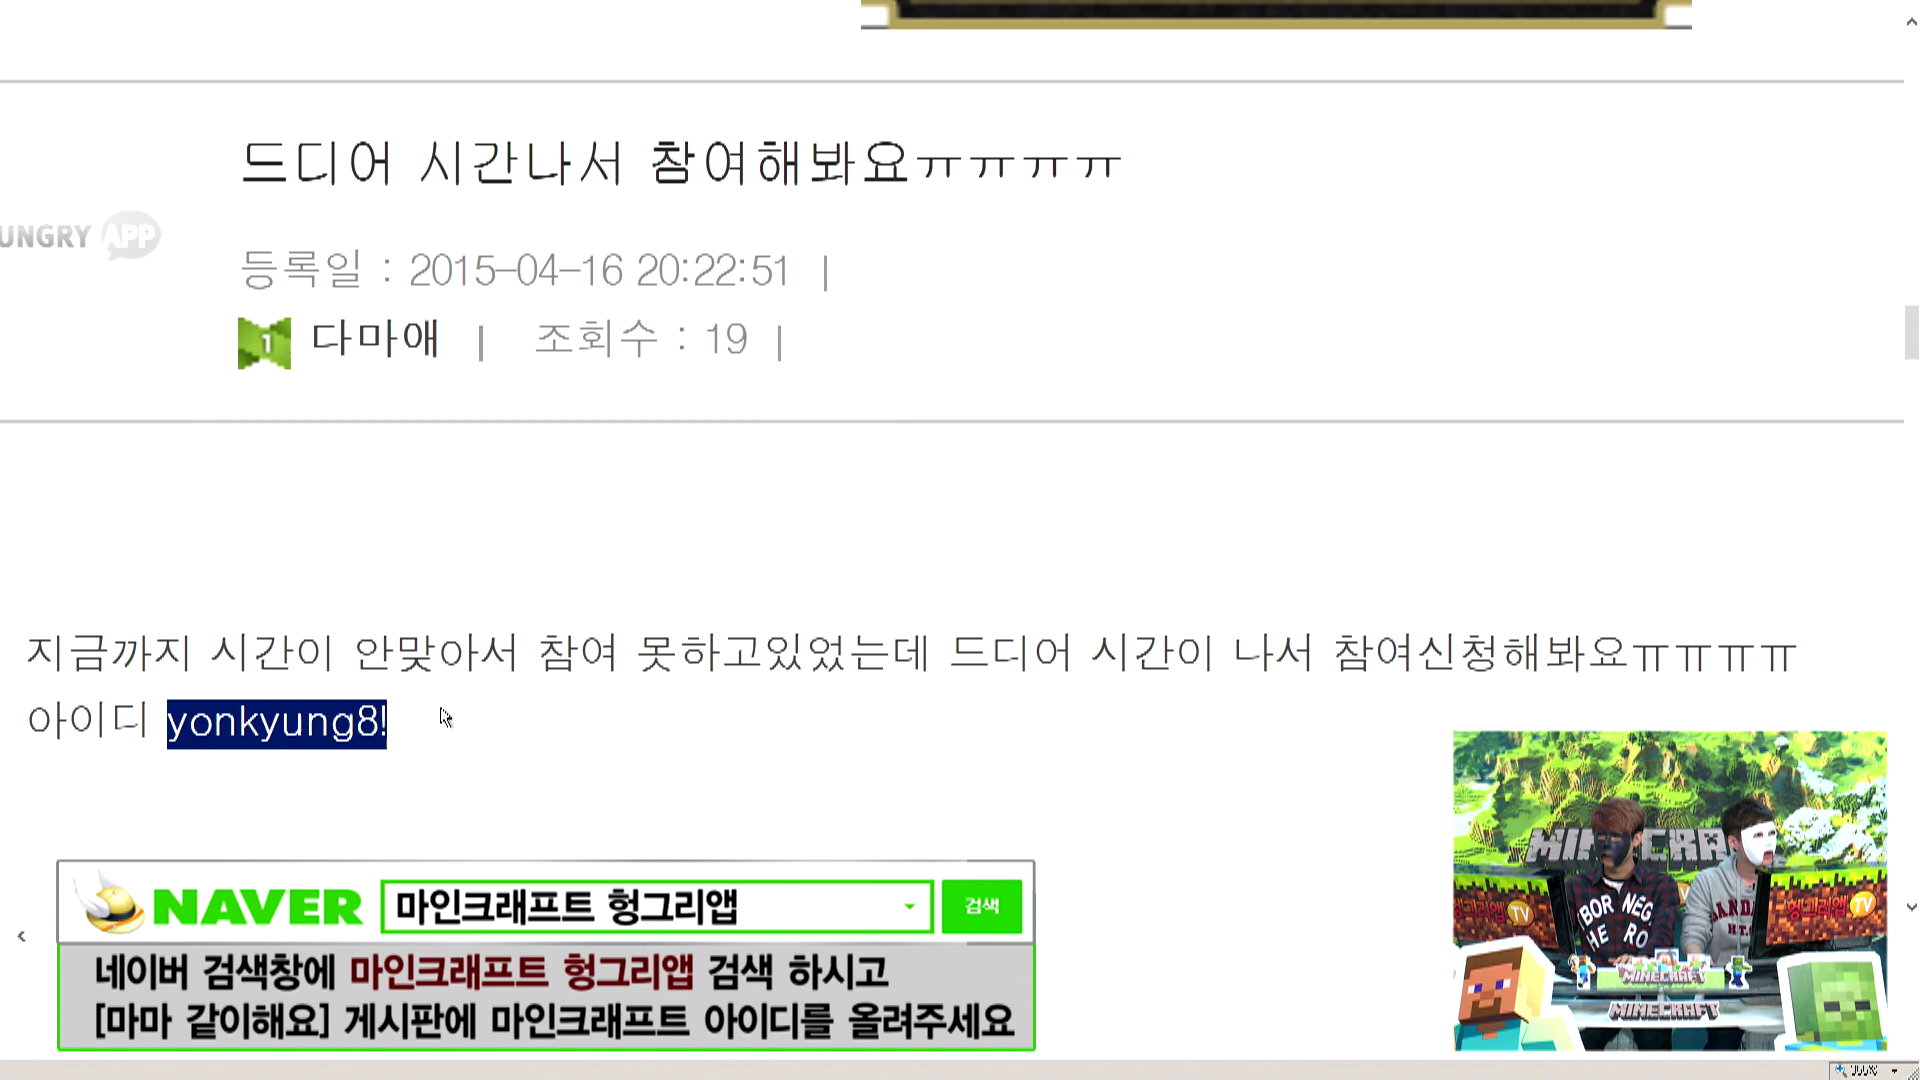 드디어 시간나서 참여해봐요ㅠㅠㅠㅠ
UNGRY APP
등록일 : 2015-04-16 20:22:51 |
1 다마애 | 조회수 : 19 |
지금까지 시간이 안맞아서 참여 못하고있었는데 드디어 시간이 나서 참여신청해봐요ㅠㅠㅠㅠ
아이디 yonkyung8!
NAVER 마인크래프트 헝그리앱 검색
네이버 검색창에 마인크래프트 헝그리앱 검색 하시고
[마마 같이해요] 게시판에 마인크래프트 아이디를 올려주세요
헝그리앱 TV
BOR NEG
HE RO
헝그리앱 TV
MINECRAFT
MINECRAFT